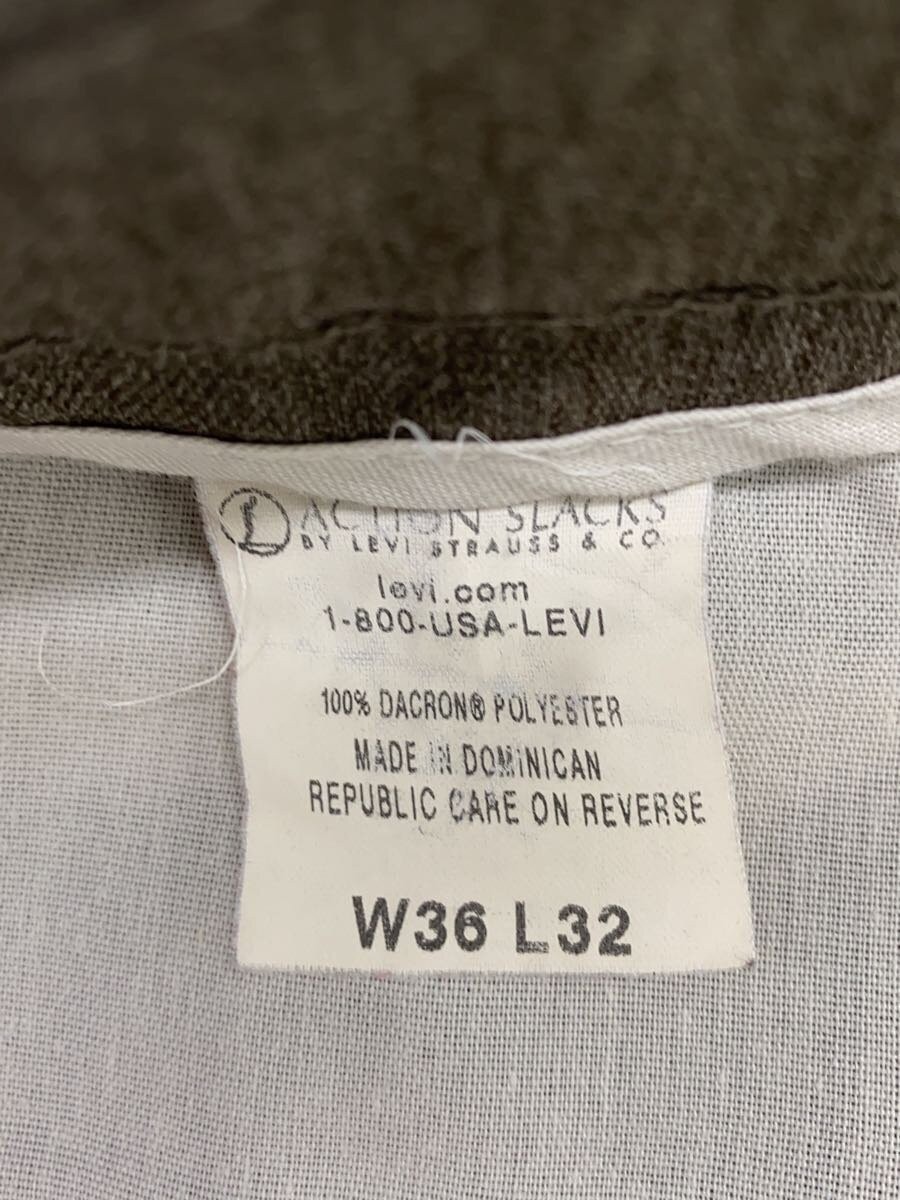 L ACTION SLACKS
BY LEVI STRAUSS & CO.
levi.com
1-800-USA-LEVI
100% DACRON® POLYESTER
MADE IN DOMINICAN
REPUBLIC CARE ON REVERSE
W36 L32